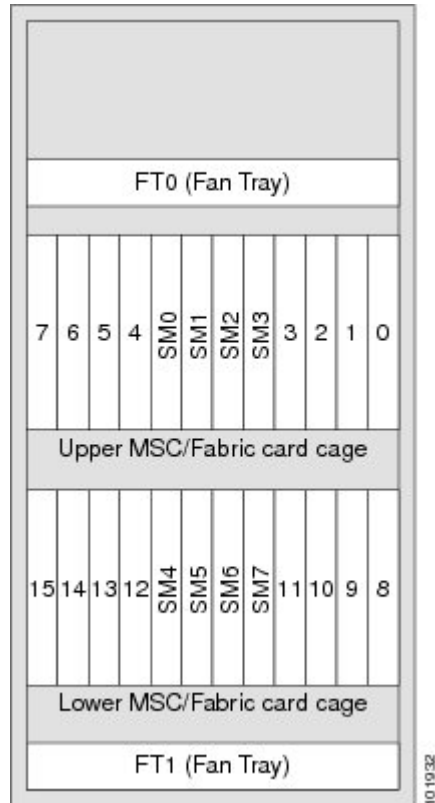 FT0 (Fan Tray)
7 6 5 4 SM0 SM1 SM2 SM3 3 2 1 0
Upper MSC/Fabric card cage
15 14 13 12 SM4 SM5 SM6 SM7 11 10 9 8
Lower MSC/Fabric card cage
FT1 (Fan Tray)
101932